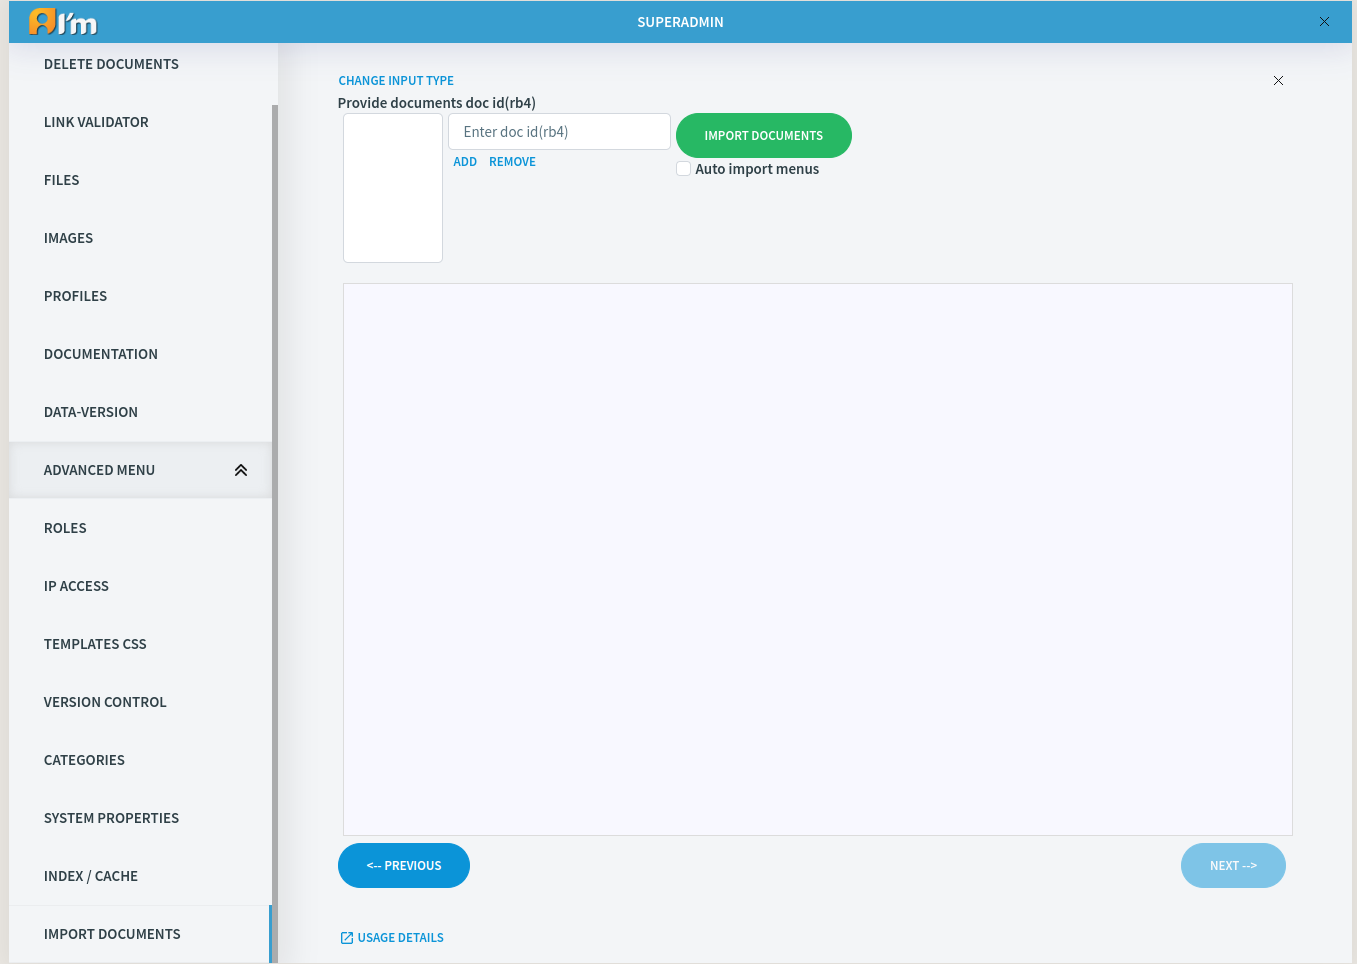 I'm
SUPERADMIN
DELETE DOCUMENTS
LINK VALIDATOR
FILES
IMAGES
PROFILES
DOCUMENTATION
DATA-VERSION
ADVANCED MENU
ROLES
IP ACCESS
TEMPLATES CSS
VERSION CONTROL
CATEGORIES
SYSTEM PROPERTIES
INDEX / CACHE
IMPORT DOCUMENTS
CHANGE INPUT TYPE
Provide documents doc id(rb4)
Enter doc id(rb4)
IMPORT DOCUMENTS
ADD REMOVE
Auto import menus
<-- PREVIOUS
NEXT -->
USAGE DETAILS